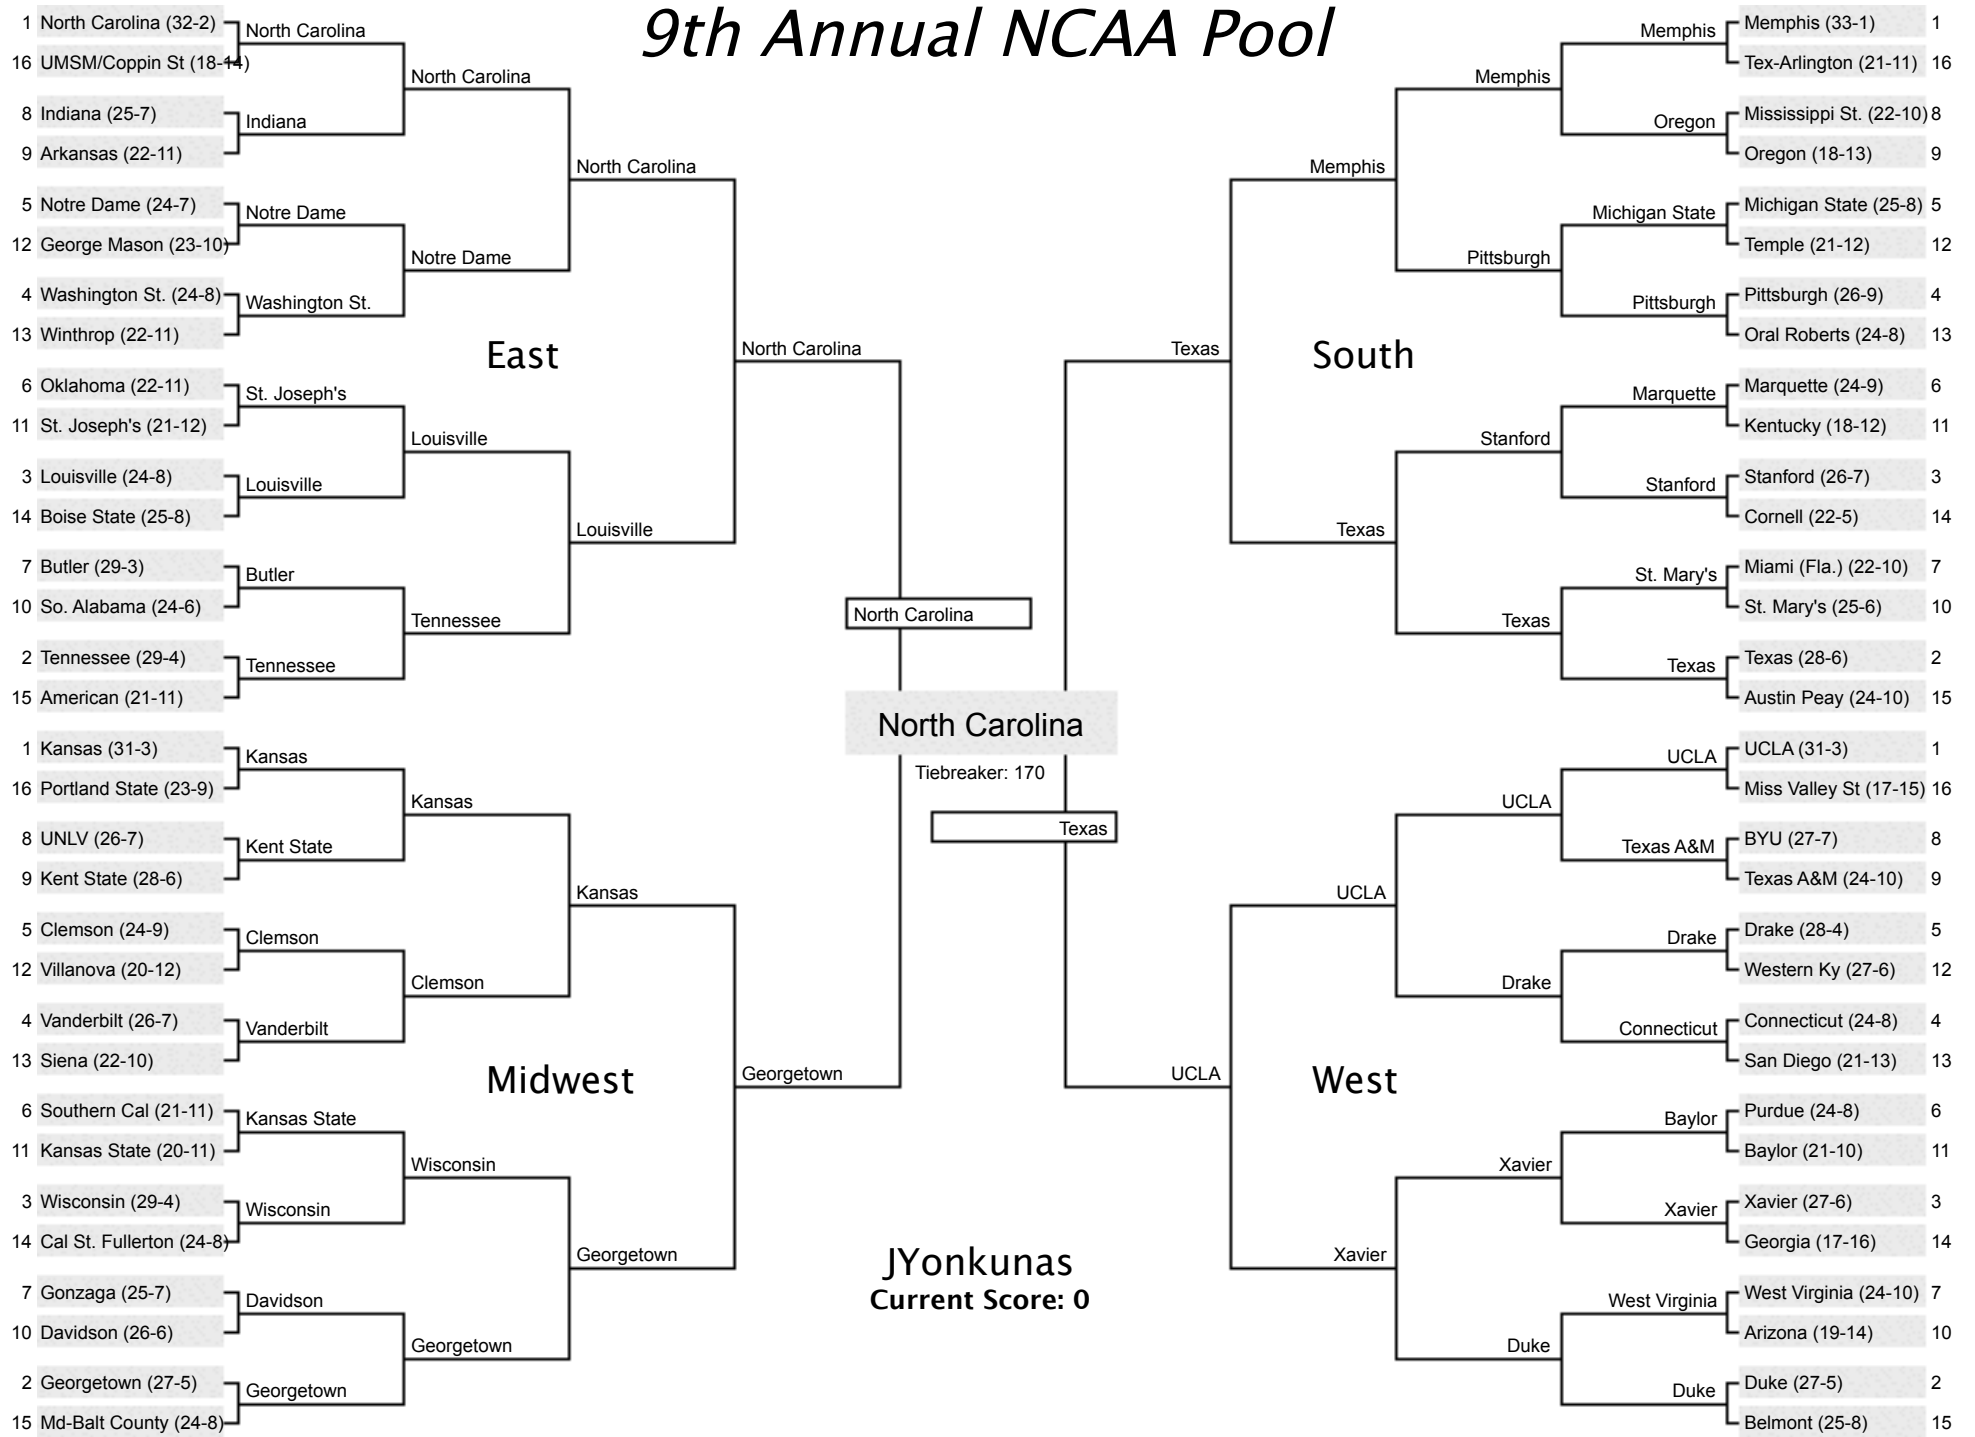 9th Annual NCAA Pool
1 North Carolina (32-2)
16 UMSM/Coppin St (18-14)
8 Indiana (25-7)
9 Arkansas (22-11)
5 Notre Dame (24-7)
12 George Mason (23-10)
4 Washington St. (24-8)
13 Winthrop (22-11)
6 Oklahoma (22-11)
11 St. Joseph's (21-12)
3 Louisville (24-8)
14 Boise State (25-8)
7 Butler (29-3)
10 So. Alabama (24-6)
2 Tennessee (29-4)
15 American (21-11)
North Carolina
Indiana
Notre Dame
Washington St.
St. Joseph's
Louisville
Butler
Tennessee
North Carolina
Notre Dame
Louisville
Tennessee
North Carolina
Louisville
East
North Carolina
1 Kansas (31-3)
16 Portland State (23-9)
8 UNLV (26-7)
9 Kent State (28-6)
5 Clemson (24-9)
12 Villanova (20-12)
4 Vanderbilt (26-7)
13 Siena (22-10)
6 Southern Cal (21-11)
11 Kansas State (20-11)
3 Wisconsin (29-4)
14 Cal St. Fullerton (24-8)
7 Gonzaga (25-7)
10 Davidson (26-6)
2 Georgetown (27-5)
15 Md-Balt County (24-8)
Kansas
Kent State
Clemson
Vanderbilt
Kansas State
Wisconsin
Davidson
Georgetown
Kansas
Clemson
Wisconsin
Georgetown
Kansas
Georgetown
Midwest
Georgetown
North Carolina
North Carolina
Tiebreaker: 170
Texas
JYonkunas
Current Score: 0
Texas
South
Memphis
Texas
Memphis
Pittsburgh
Stanford
Texas
Memphis
Oregon
Michigan State
Pittsburgh
Marquette
Stanford
St. Mary's
Texas
Memphis (33-1) 1
Tex-Arlington (21-11) 16
Mississippi St. (22-10) 8
Oregon (18-13) 9
Michigan State (25-8) 5
Temple (21-12) 12
Pittsburgh (26-9) 4
Oral Roberts (24-8) 13
Marquette (24-9) 6
Kentucky (18-12) 11
Stanford (26-7) 3
Cornell (22-5) 14
Miami (Fla.) (22-10) 7
St. Mary's (25-6) 10
Texas (28-6) 2
Austin Peay (24-10) 15
UCLA
West
UCLA
Xavier
UCLA
Drake
Xavier
Duke
UCLA
Texas A&M
Drake
Connecticut
Baylor
Xavier
West Virginia
Duke
UCLA (31-3) 1
Miss Valley St (17-15) 16
BYU (27-7) 8
Texas A&M (24-10) 9
Drake (28-4) 5
Western Ky (27-6) 12
Connecticut (24-8) 4
San Diego (21-13) 13
Purdue (24-8) 6
Baylor (21-10) 11
Xavier (27-6) 3
Georgia (17-16) 14
West Virginia (24-10) 7
Arizona (19-14) 10
Duke (27-5) 2
Belmont (25-8) 15